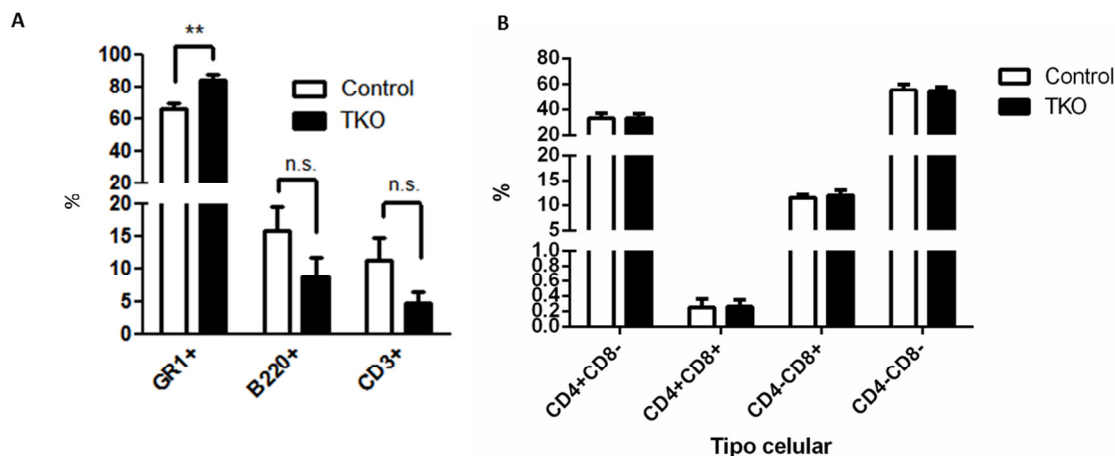 A
**
100
80
60
40
20
20
15
10
5
0
%
n.s.
n.s.
Control
TKO
GR1+
B220+
CD3+
B
80
60
40
20
20
15
10
5
1.0
0.8
0.6
0.4
0.2
0.0
%
Control
TKO
CD4+CD8-
CD4+CD8+
CD4-CD8+
CD4-CD8-
Tipo celular